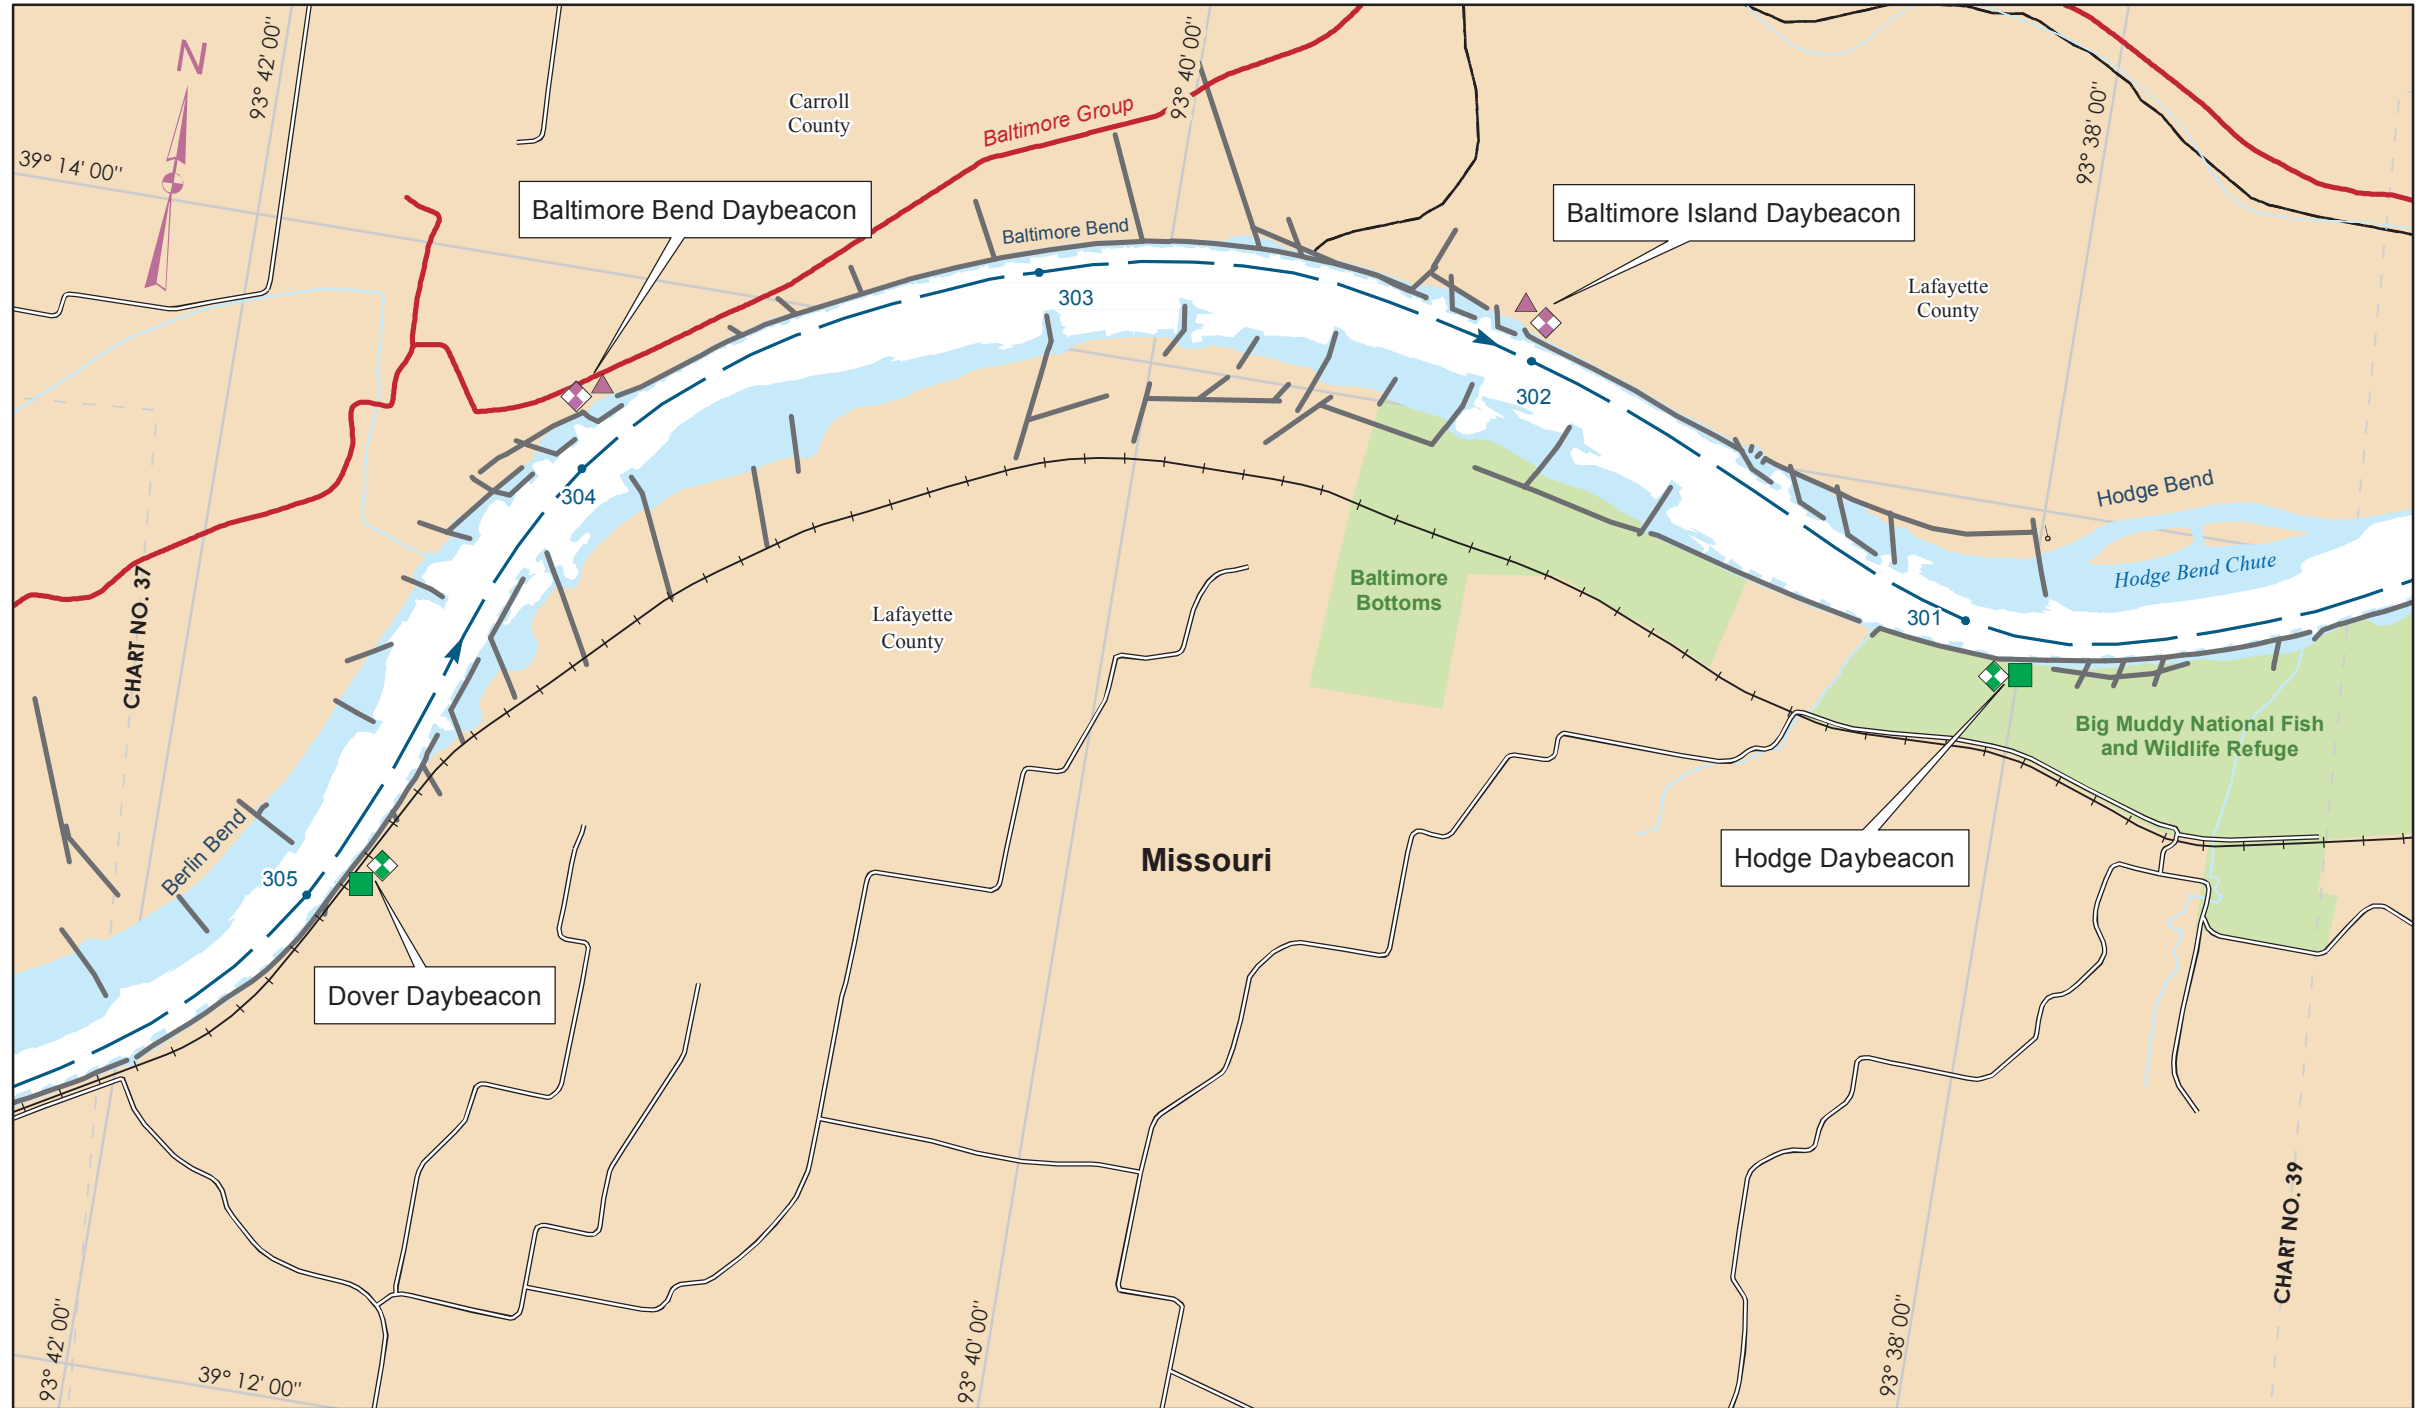 N
93° 42' 00"
93° 40' 00"
93° 38' 00"
39° 14' 00"
Carroll
County
Baltimore Group
Baltimore Bend Daybeacon
Baltimore Bend
Baltimore Island Daybeacon
303
Lafayette
County
302
304
Hodge Bend
Hodge Bend Chute
CHART NO. 37
Baltimore
Bottoms
Lafayette
County
301
Big Muddy National Fish
and Wildlife Refuge
Berlin Bend
305
Missouri
Hodge Daybeacon
Dover Daybeacon
CHART NO. 39
93° 42' 00"
39° 12' 00"
93° 40' 00"
93° 38' 00"